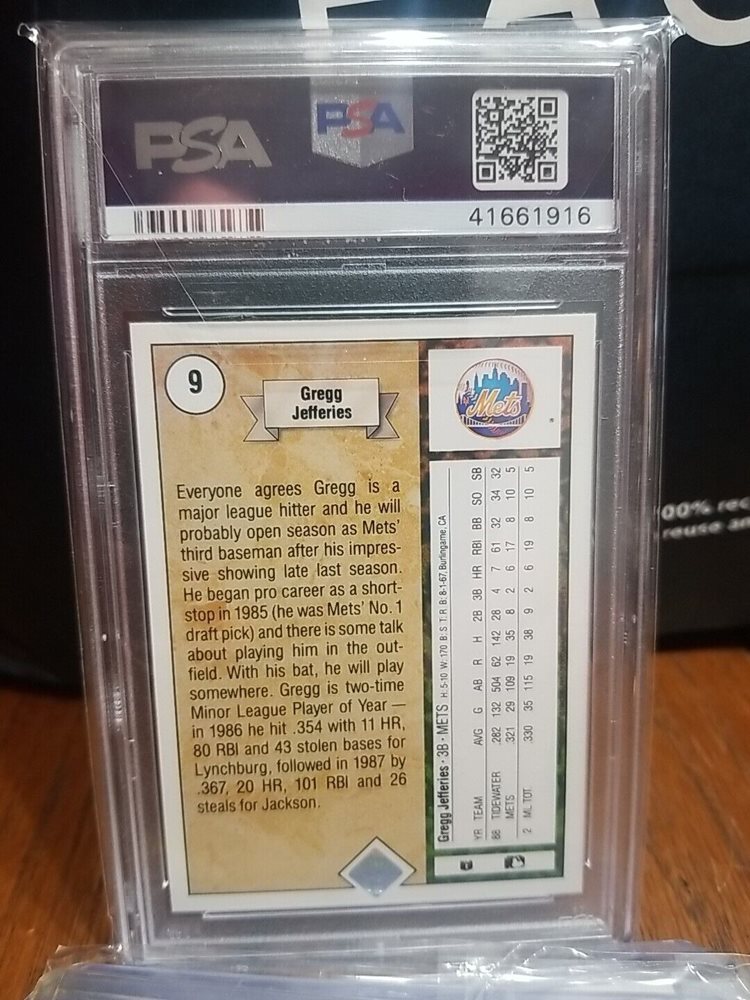 PSA
PSA
41661916
9
Gregg
Jefferies
Mets
Everyone agrees Gregg is a
major league hitter and he will
probably open season as Mets'
third baseman after his impres-
sive showing late last season.
He began pro career as a short-
stop in 1985 (he was Mets' No. 1
draft pick) and there is some talk
about playing him in the out-
field. With his bat, he will play
somewhere. Gregg is two-time
Minor League Player of Year —
in 1986 he hit .354 with 11 HR,
80 RBI and 43 stolen bases for
Lynchburg, followed in 1987 by
.367, 20 HR, 101 RBI and 26
steals for Jackson.
Gregg Jefferies · 3B · METS H: 5-10 W: 170 B: S T: R B: 8-1-67, Burlingame, CA
YR TEAM AVG G AB R H 2B 3B HR RBI BB SO SB
88 TIDEWATER .282 132 504 62 142 28 4 7 61 32 34 32
METS .321 29 109 19 35 8 2 6 17 8 10 5
2 ML TOT. .330 35 115 19 38 9 2 6 19 8 10 5
00% rec
reuse an